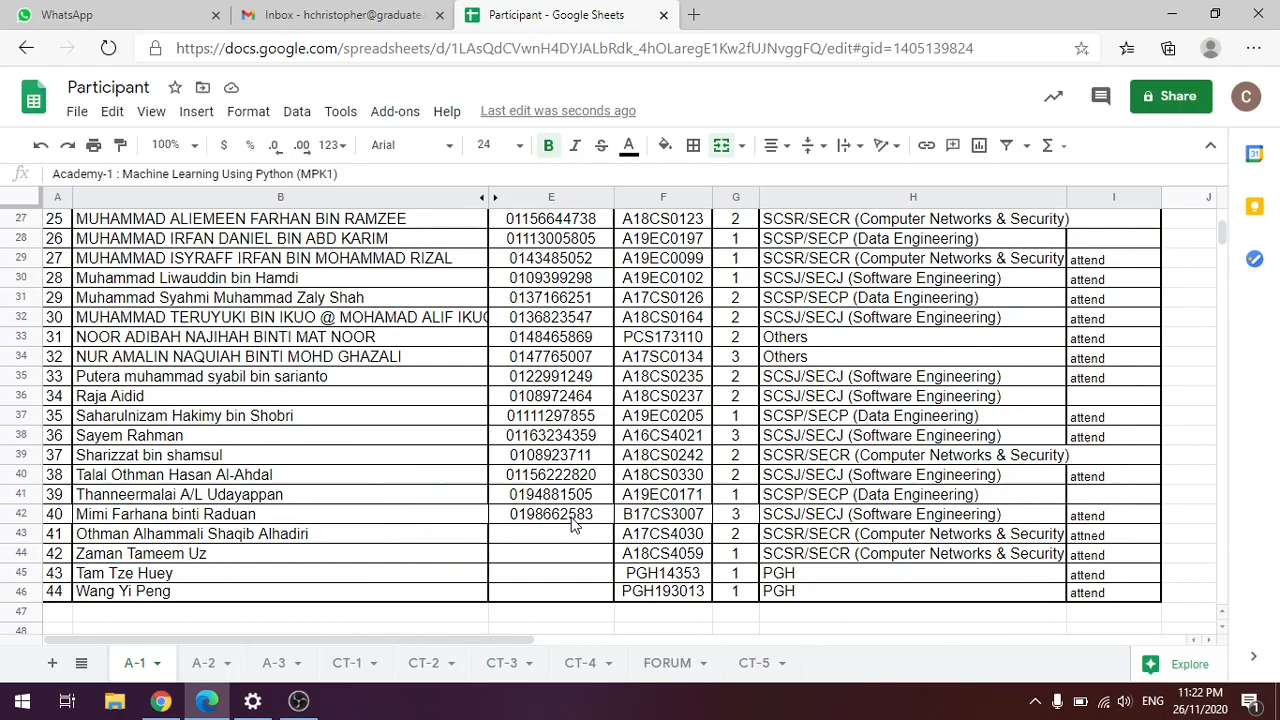 WhatsApp
Inbox - hchristopher@graduate.
Participant - Google Sheets
https://docs.google.com/spreadsheets/d/1LAsQdCVwnH4DYJALbRdk_4hOLaregE1Kw2fUJNvggFQ/edit#gid=1405139824
Participant
File Edit View Insert Format Data Tools Add-ons Help Last edit was seconds ago
Share
C
100% $ % .0 .00 123 Arial 24 B I S A
fx Academy-1 : Machine Learning Using Python (MPK1)
A B E F G H I J
27 25 MUHAMMAD ALIEMEEN FARHAN BIN RAMZEE 01156644738 A18CS0123 2 SCSR/SECR (Computer Networks & Security)
28 26 MUHAMMAD IRFAN DANIEL BIN ABD KARIM 01113005805 A19EC0197 1 SCSP/SECP (Data Engineering)
29 27 MUHAMMAD ISYRAFF IRFAN BIN MOHAMMAD RIZAL 0143485052 A19EC0099 1 SCSR/SECR (Computer Networks & Security attend
30 28 Muhammad Liwauddin bin Hamdi 0109399298 A19EC0102 1 SCSJ/SECJ (Software Engineering) attend
31 29 Muhammad Syahmi Muhammad Zaly Shah 0137166251 A17CS0126 2 SCSP/SECP (Data Engineering) attend
32 30 MUHAMMAD TERUYUKI BIN IKUO @ MOHAMAD ALIF IKUO 0136823547 A18CS0164 2 SCSJ/SECJ (Software Engineering) attend
33 31 NOOR ADIBAH NAJIHAH BINTI MAT NOOR 0148465869 PCS173110 2 Others attend
34 32 NUR AMALIN NAQUIAH BINTI MOHD GHAZALI 0147765007 A17SC0134 3 Others attend
35 33 Putera muhammad syabil bin sarianto 0122991249 A18CS0235 2 SCSJ/SECJ (Software Engineering) attend
36 34 Raja Aidid 0108972464 A18CS0237 2 SCSJ/SECJ (Software Engineering)
37 35 Saharulnizam Hakimy bin Shobri 01111297855 A19EC0205 1 SCSP/SECP (Data Engineering) attend
38 36 Sayem Rahman 01163234359 A16CS4021 3 SCSJ/SECJ (Software Engineering) attend
39 37 Sharizzat bin shamsul 0108923711 A18CS0242 2 SCSR/SECR (Computer Networks & Security)
40 38 Talal Othman Hasan Al-Ahdal 01156222820 A18CS0330 2 SCSJ/SECJ (Software Engineering) attend
41 39 Thanneermalai A/L Udayappan 0194881505 A19EC0171 1 SCSP/SECP (Data Engineering)
42 40 Mimi Farhana binti Raduan 0198662583 B17CS3007 3 SCSJ/SECJ (Software Engineering) attend
43 41 Othman Alhammali Shaqib Alhadiri A17CS4030 2 SCSR/SECR (Computer Networks & Security attned
44 42 Zaman Tameem Uz A18CS4059 1 SCSR/SECR (Computer Networks & Security attend
45 43 Tam Tze Huey PGH14353 1 PGH attend
46 44 Wang Yi Peng PGH193013 1 PGH attend
47
48
A-1 A-2 A-3 CT-1 CT-2 CT-3 CT-4 FORUM CT-5
Explore
ENG
11:22 PM
26/11/2020
1